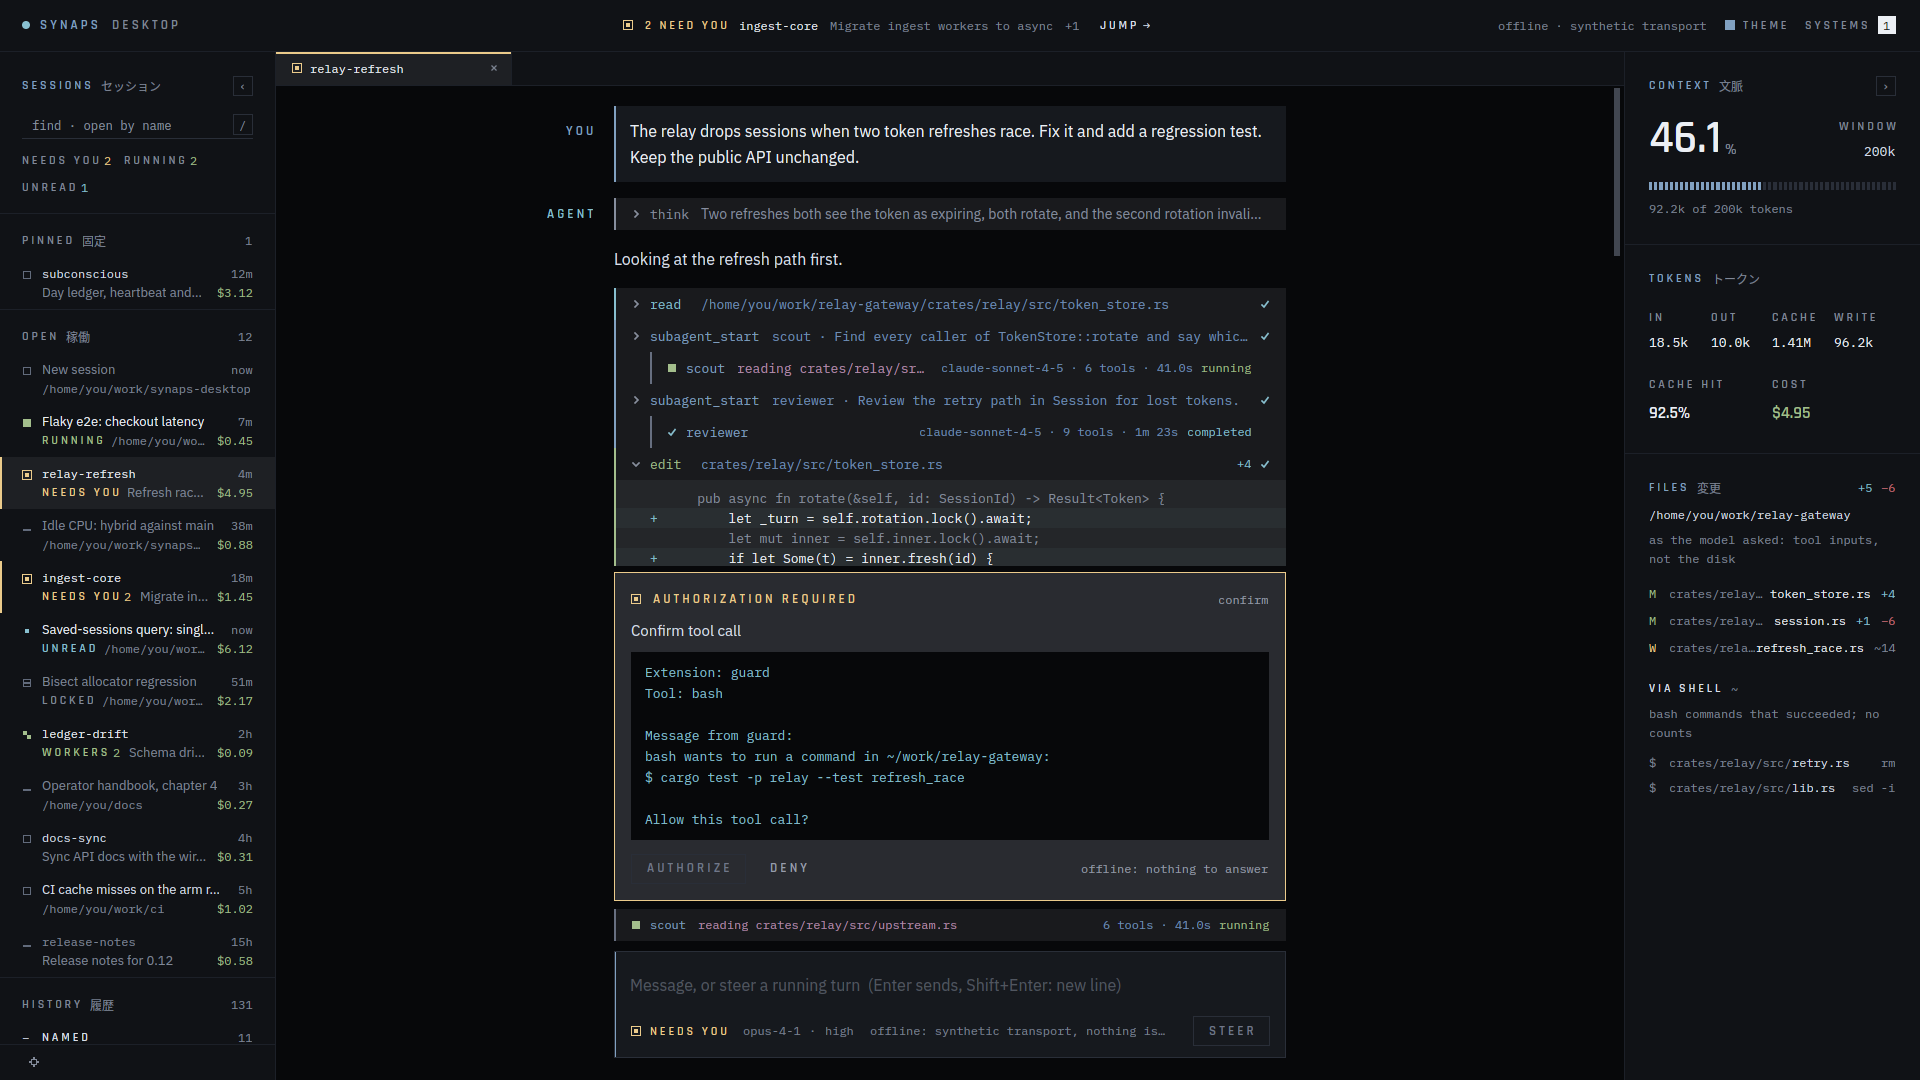 SYNAPS DESKTOP
2 NEED YOU ingest-core Migrate ingest workers to async +1 JUMP →
offline · synthetic transport THEME SYSTEMS 1
SESSIONS セッション ‹
find · open by name /
NEEDS YOU 2 RUNNING 2
UNREAD 1
PINNED 固定 1
subconscious 12m
Day ledger, heartbeat and… $3.12
OPEN 稼働 12
New session now
/home/you/work/synaps-desktop
Flaky e2e: checkout latency 7m
RUNNING /home/you/wo… $0.45
relay-refresh 4m
NEEDS YOU Refresh rac… $4.95
Idle CPU: hybrid against main 38m
/home/you/work/synaps… $0.88
ingest-core 18m
NEEDS YOU 2 Migrate in… $1.45
Saved-sessions query: singl… now
UNREAD /home/you/wor… $6.12
Bisect allocator regression 51m
LOCKED /home/you/wor… $2.17
ledger-drift 2h
WORKERS 2 Schema dri… $0.09
Operator handbook, chapter 4 3h
/home/you/docs $0.27
docs-sync 4h
Sync API docs with the wir… $0.31
CI cache misses on the arm r… 5h
/home/you/work/ci $1.02
release-notes 15h
Release notes for 0.12 $0.58
HISTORY 履歴 131
– NAMED 11
relay-refresh ×
YOU
The relay drops sessions when two token refreshes race. Fix it and add a regression test.
Keep the public API unchanged.
AGENT
› think Two refreshes both see the token as expiring, both rotate, and the second rotation invali…
Looking at the refresh path first.
› read /home/you/work/relay-gateway/crates/relay/src/token_store.rs ✓
› subagent_start scout · Find every caller of TokenStore::rotate and say whic… ✓
scout reading crates/relay/sr… claude-sonnet-4-5 · 6 tools · 41.0s running
› subagent_start reviewer · Review the retry path in Session for lost tokens. ✓
✓ reviewer claude-sonnet-4-5 · 9 tools · 1m 23s completed
edit crates/relay/src/token_store.rs +4 ✓
pub async fn rotate(&self, id: SessionId) -> Result<Token> {
+ let _turn = self.rotation.lock().await;
let mut inner = self.inner.lock().await;
+ if let Some(t) = inner.fresh(id) {
AUTHORIZATION REQUIRED confirm
Confirm tool call
Extension: guard
Tool: bash
Message from guard:
bash wants to run a command in ~/work/relay-gateway:
$ cargo test -p relay --test refresh_race
Allow this tool call?
AUTHORIZE DENY offline: nothing to answer
scout reading crates/relay/src/upstream.rs 6 tools · 41.0s running
Message, or steer a running turn (Enter sends, Shift+Enter: new line)
NEEDS YOU opus-4-1 · high offline: synthetic transport, nothing is… STEER
CONTEXT 文脈 ›
46.1% WINDOW
200k
92.2k of 200k tokens
TOKENS トークン
IN OUT CACHE WRITE
18.5k 10.0k 1.41M 96.2k
CACHE HIT COST
92.5% $4.95
FILES 変更 +5 −6
/home/you/work/relay-gateway
as the model asked: tool inputs,
not the disk
M crates/relay… token_store.rs +4
M crates/relay… session.rs +1 −6
W crates/rela…refresh_race.rs ~14
VIA SHELL ~
bash commands that succeeded; no
counts
$ crates/relay/src/retry.rs rm
$ crates/relay/src/lib.rs sed -i